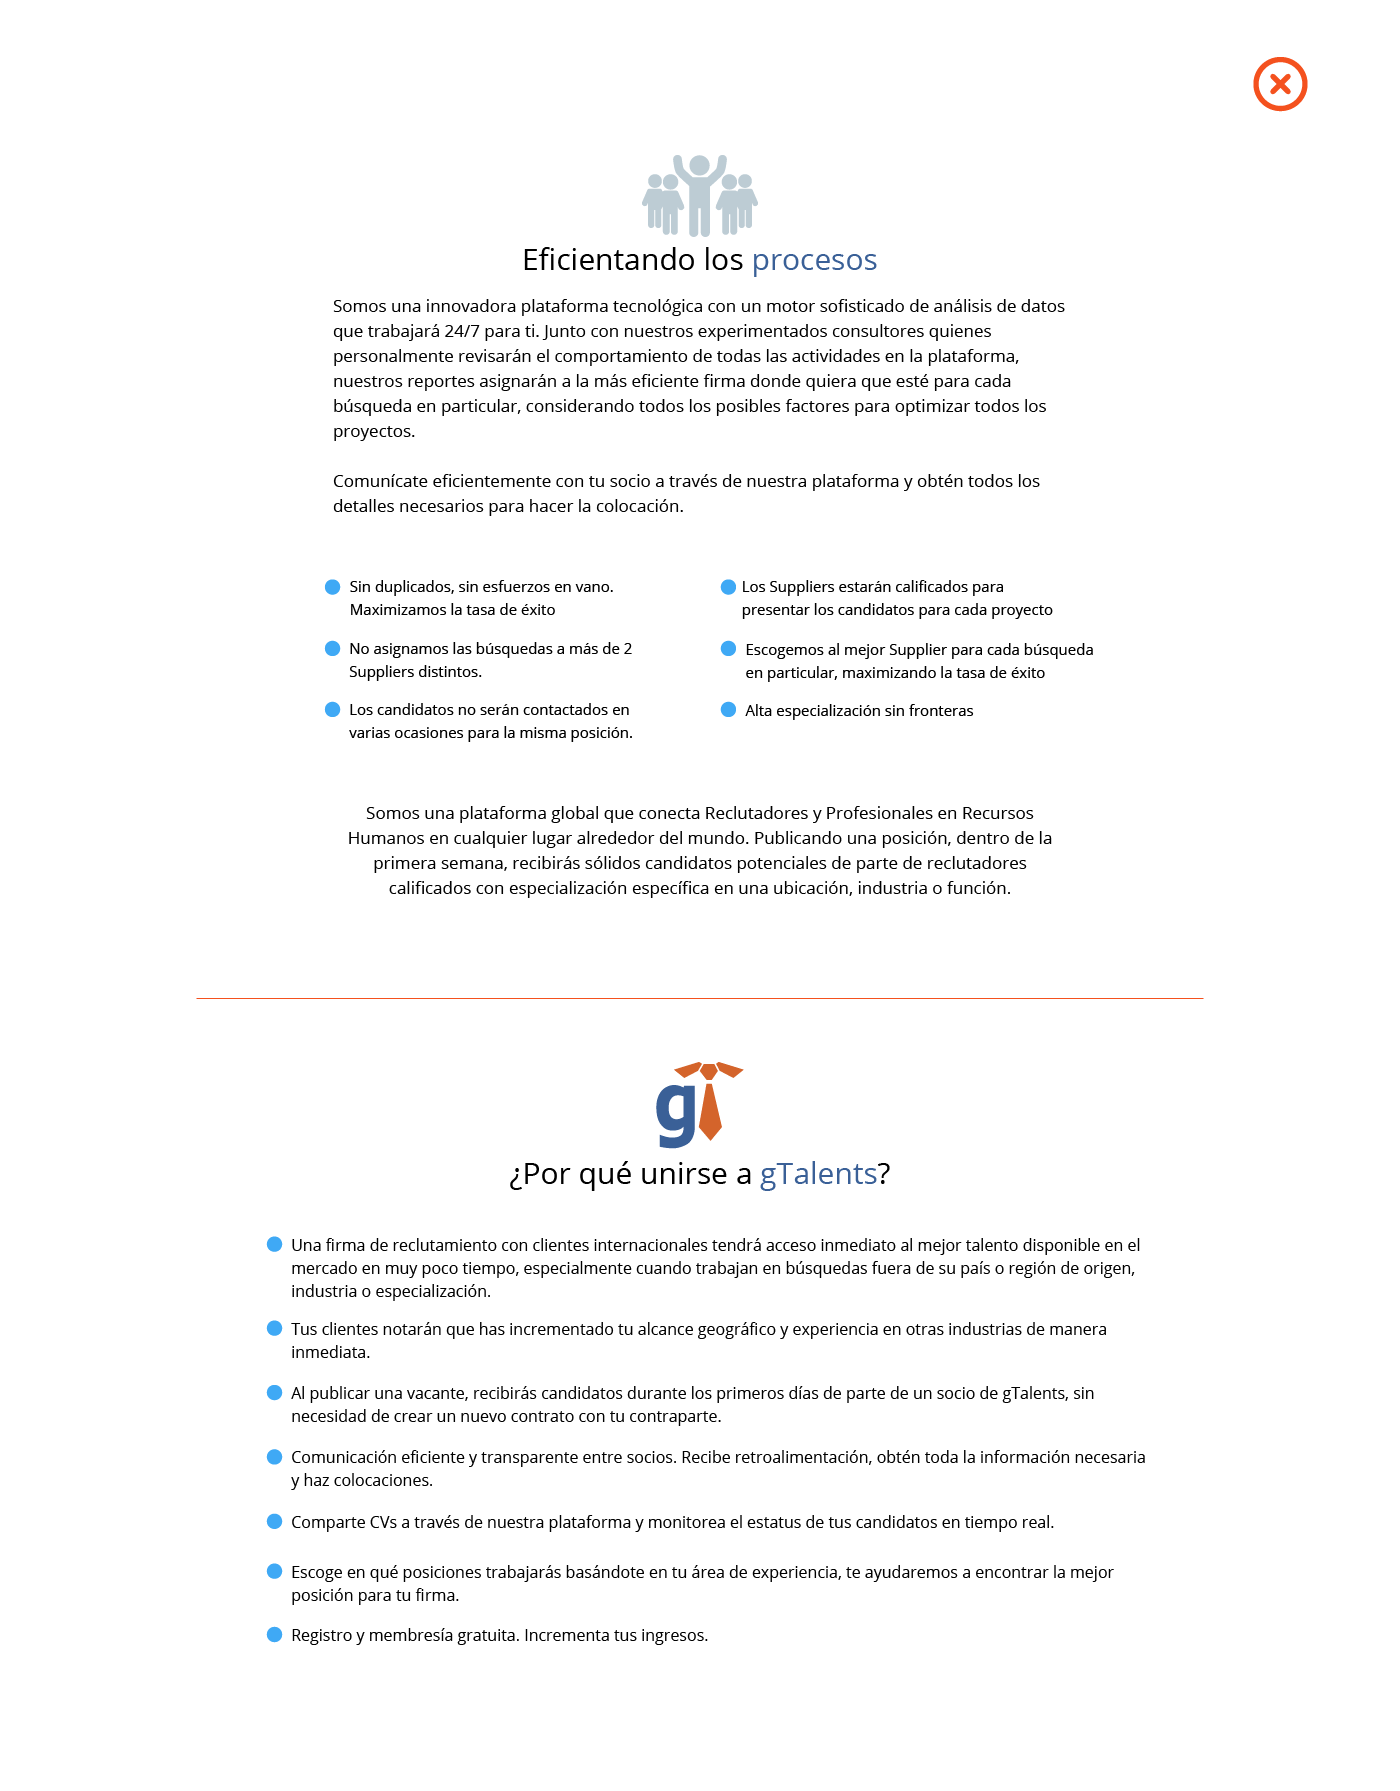 Eficientando los procesos
Somos una innovadora plataforma tecnológica con un motor sofisticado de análisis de datos
que trabajará 24/7 para ti. Junto con nuestros experimentados consultores quienes
personalmente revisarán el comportamiento de todas las actividades en la plataforma,
nuestros reportes asignarán a la más eficiente firma donde quiera que esté para cada
búsqueda en particular, considerando todos los posibles factores para optimizar todos los
proyectos.
Comunícate eficientemente con tu socio a través de nuestra plataforma y obtén todos los
detalles necesarios para hacer la colocación.
Sin duplicados, sin esfuerzos en vano.
Maximizamos la tasa de éxito
No asignamos las búsquedas a más de 2
Suppliers distintos.
Los candidatos no serán contactados en
varias ocasiones para la misma posición.
Los Suppliers estarán calificados para
presentar los candidatos para cada proyecto
Escogemos al mejor Supplier para cada búsqueda
en particular, maximizando la tasa de éxito
Alta especialización sin fronteras
Somos una plataforma global que conecta Reclutadores y Profesionales en Recursos
Humanos en cualquier lugar alrededor del mundo. Publicando una posición, dentro de la
primera semana, recibirás sólidos candidatos potenciales de parte de reclutadores
calificados con especialización específica en una ubicación, industria o función.
gT
¿Por qué unirse a gTalents?
Una firma de reclutamiento con clientes internacionales tendrá acceso inmediato al mejor talento disponible en el
mercado en muy poco tiempo, especialmente cuando trabajan en búsquedas fuera de su país o región de origen,
industria o especialización.
Tus clientes notarán que has incrementado tu alcance geográfico y experiencia en otras industrias de manera
inmediata.
Al publicar una vacante, recibirás candidatos durante los primeros días de parte de un socio de gTalents, sin
necesidad de crear un nuevo contrato con tu contraparte.
Comunicación eficiente y transparente entre socios. Recibe retroalimentación, obtén toda la información necesaria
y haz colocaciones.
Comparte CVs a través de nuestra plataforma y monitorea el estatus de tus candidatos en tiempo real.
Escoge en qué posiciones trabajarás basándote en tu área de experiencia, te ayudaremos a encontrar la mejor
posición para tu firma.
Registro y membresía gratuita. Incrementa tus ingresos.